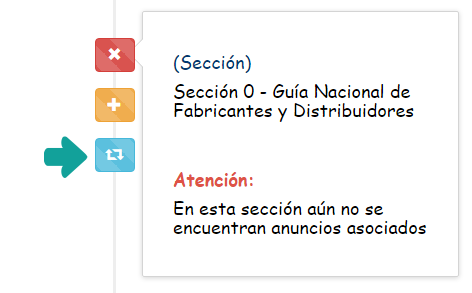 (Sección)
Sección 0 - Guía Nacional de
Fabricantes y Distribuidores
Atención:
En esta sección aún no se
encuentran anuncios asociados